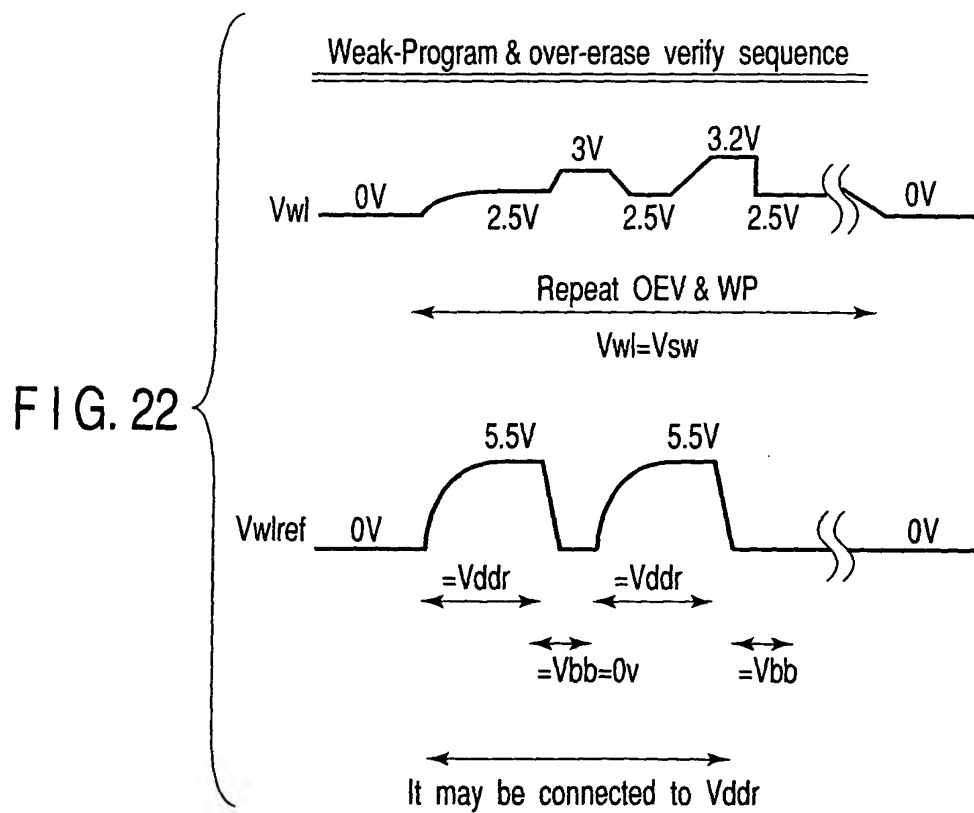 Weak-Program & over-erase verify sequence
3V
3.2V
0V
0V
Vwl
2.5V
2.5V
2.5V
Repeat OEV & WP
Vwl=Vsw
FIG. 22
5.5V
5.5V
Vwlref
0V
0V
=Vddr
=Vddr
=Vbb=0v
=Vbb
It may be connected to Vddr